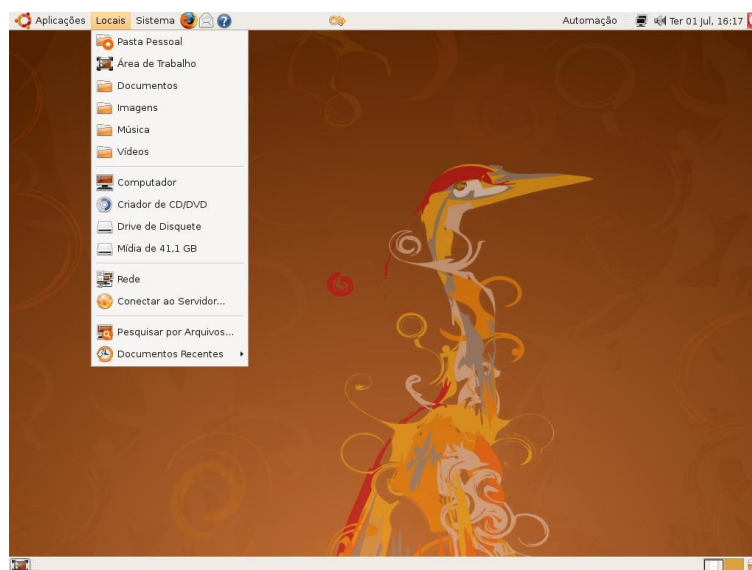 Aplicações Locais Sistema Automação Ter 01 Jul, 16:17
Pasta Pessoal
Área de Trabalho
Documentos
Imagens
Música
Vídeos
Computador
Criador de CD/DVD
Drive de Disquete
Mídia de 41,1 GB
Rede
Conectar ao Servidor...
Pesquisar por Arquivos...
Documentos Recentes